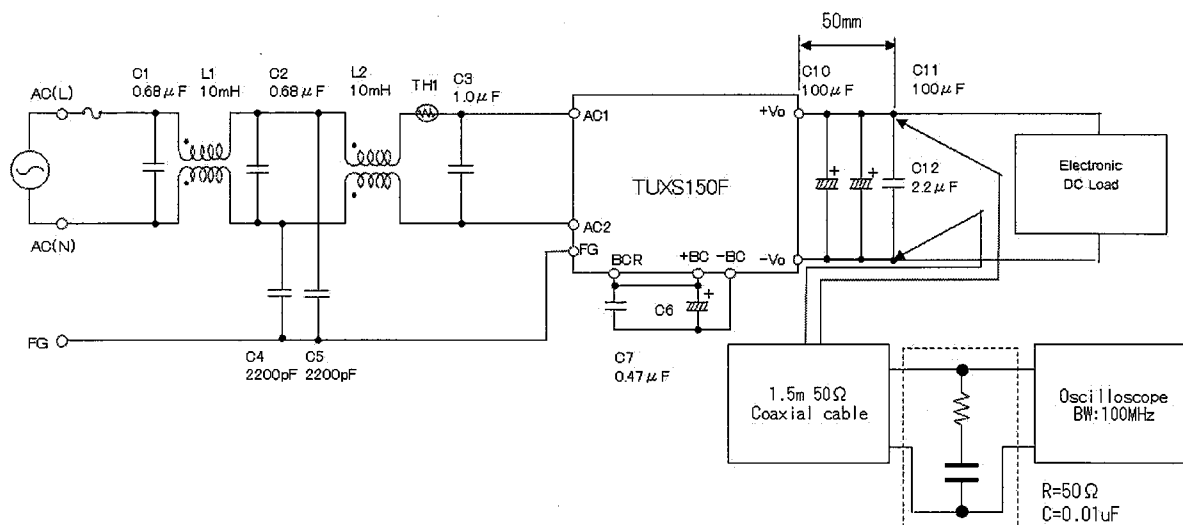 50mm
C1
0.68μF
L1
10mH
C2
0.68μF
L2
10mH
TH1
C3
1.0μF
C10
100μF
C11
100μF
AC(L)
AC(N)
AC1
AC2
FG
TUXS150F
+Vo
-Vo
BCR
+BC
-BC
+
+
+
C12
2.2μF
Electronic
DC Load
C6
C7
0.47μF
FG
C4
2200pF
C5
2200pF
1.5m 50Ω
Coaxial cable
Oscilloscope
BW:100MHz
R=50Ω
C=0.01uF